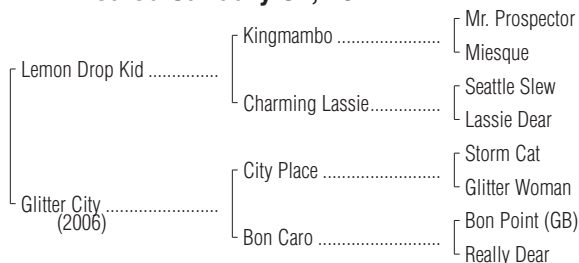 Mr. Prospector
Kingmambo ..................
Miesque
Lemon Drop Kid ..............
Seattle Slew
Charming Lassie................
Lassie Dear
Storm Cat
City Place ......................
Glitter Woman
Glitter City .......................
(2006)
Bon Point (GB)
Bon Caro ......................
Really Dear